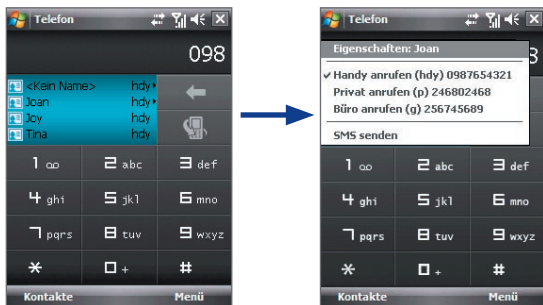 Telefon
098
<Kein Name> hdy
Joan hdy
Joy hdy
Tina hdy
1
2 abc
3 def
4 ghi
5 jkl
6 mno
7 pqrs
8 tuv
9 wxyz
*
0 +
#
Kontakte
Menü
Telefon
8
Eigenschaften: Joan
Handy anrufen (hdy) 0987654321
Privat anrufen (p) 246802468
Büro anrufen (g) 256745689
SMS senden
1
2 abc
3 def
4 ghi
5 jkl
6 mno
7 pqrs
8 tuv
9 wxyz
*
0 +
#
Kontakte
Menü